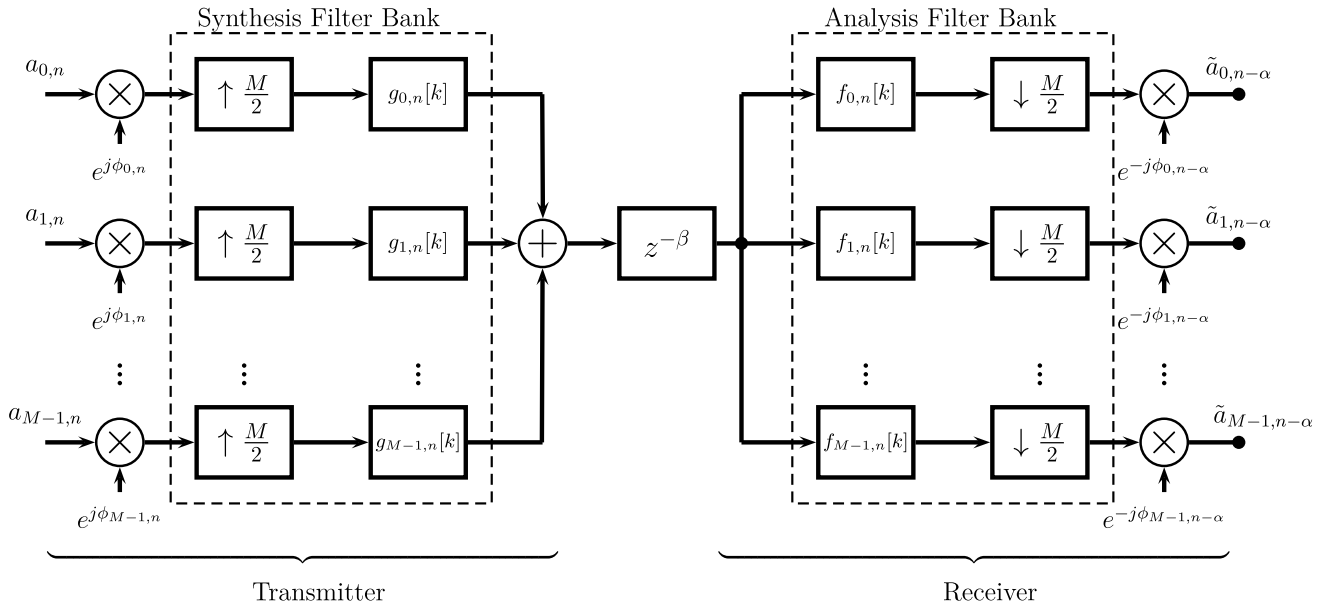 Synthesis Filter Bank
Analysis Filter Bank
a_{0,n}
↑ M/2
g_{0,n}[k]
f_{0,n}[k]
↓ M/2
ã_{0,n−α}
e^{jϕ_{0,n}}
e^{−jϕ_{0,n−α}}
a_{1,n}
↑ M/2
g_{1,n}[k]
z^{−β}
f_{1,n}[k]
↓ M/2
ã_{1,n−α}
e^{jϕ_{1,n}}
e^{−jϕ_{1,n−α}}
a_{M−1,n}
↑ M/2
g_{M−1,n}[k]
f_{M−1,n}[k]
↓ M/2
ã_{M−1,n−α}
e^{jϕ_{M−1,n}}
e^{−jϕ_{M−1,n−α}}
Transmitter
Receiver